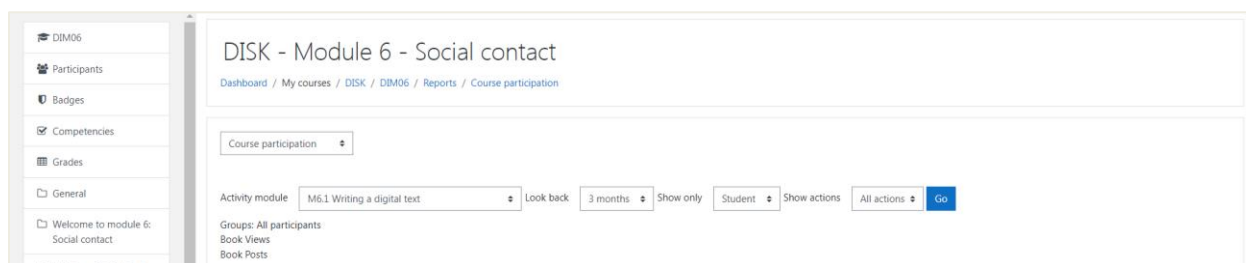 DIM06
Participants
Badges
Competencies
Grades
General
Welcome to module 6:
Social contact
DISK - Module 6 - Social contact
Dashboard / My courses / DISK / DIM06 / Reports / Course participation
Course participation
Activity module M6.1 Writing a digital text Look back 3 months Show only Student Show actions All actions Go
Groups: All participants
Book Views
Book Posts